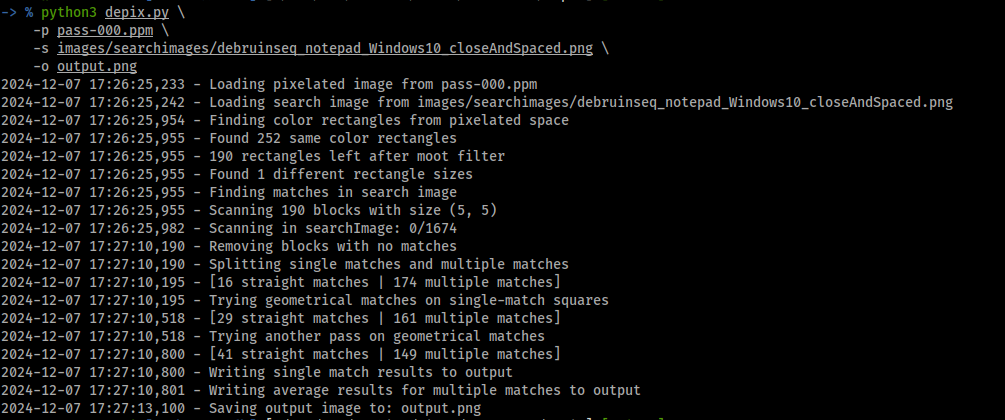 -> % python3 depix.py \
-p pass-000.ppm \
-s images/searchimages/debruinseq_notepad_Windows10_closeAndSpaced.png \
-o output.png
2024-12-07 17:26:25,233 - Loading pixelated image from pass-000.ppm
2024-12-07 17:26:25,242 - Loading search image from images/searchimages/debruinseq_notepad_Windows10_closeAndSpaced.png
2024-12-07 17:26:25,954 - Finding color rectangles from pixelated space
2024-12-07 17:26:25,955 - Found 252 same color rectangles
2024-12-07 17:26:25,955 - 190 rectangles left after moot filter
2024-12-07 17:26:25,955 - Found 1 different rectangle sizes
2024-12-07 17:26:25,955 - Finding matches in search image
2024-12-07 17:26:25,955 - Scanning 190 blocks with size (5, 5)
2024-12-07 17:26:25,982 - Scanning in searchImage: 0/1674
2024-12-07 17:27:10,190 - Removing blocks with no matches
2024-12-07 17:27:10,190 - Splitting single matches and multiple matches
2024-12-07 17:27:10,195 - [16 straight matches | 174 multiple matches]
2024-12-07 17:27:10,195 - Trying geometrical matches on single-match squares
2024-12-07 17:27:10,518 - [29 straight matches | 161 multiple matches]
2024-12-07 17:27:10,518 - Trying another pass on geometrical matches
2024-12-07 17:27:10,800 - [41 straight matches | 149 multiple matches]
2024-12-07 17:27:10,800 - Writing single match results to output
2024-12-07 17:27:10,801 - Writing average results for multiple matches to output
2024-12-07 17:27:13,100 - Saving output image to: output.png